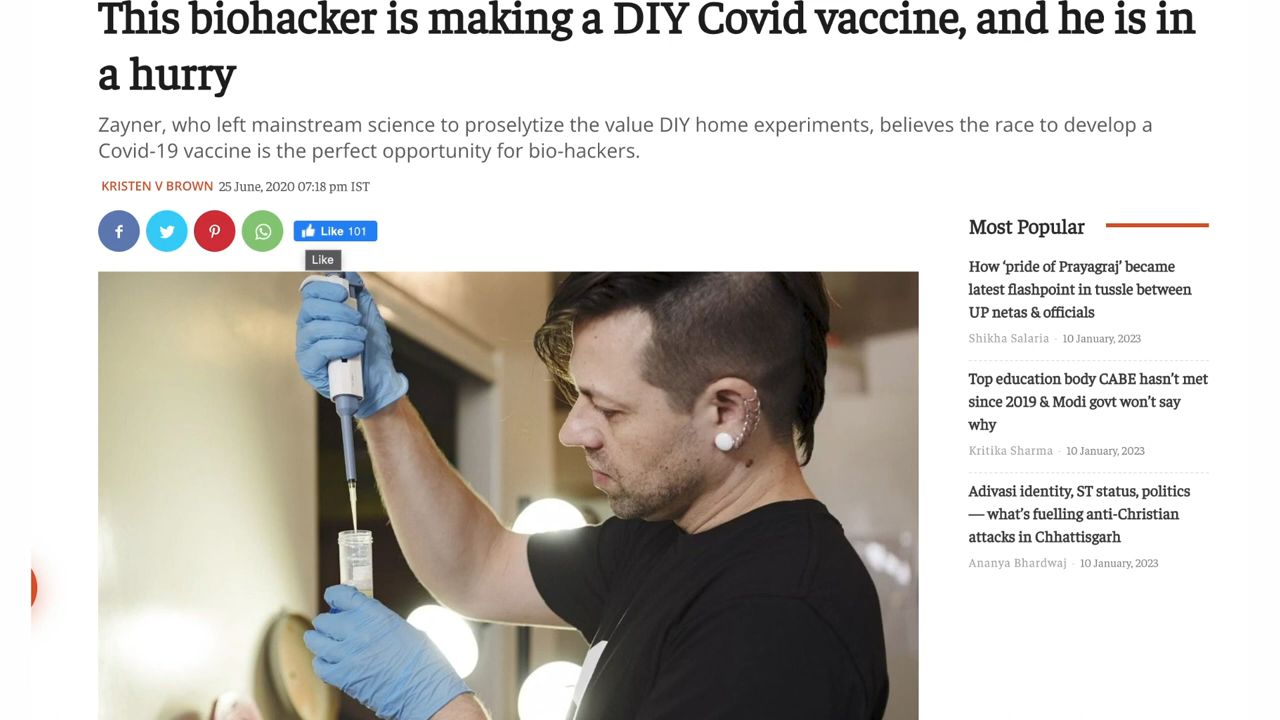 This biohacker is making a DIY Covid vaccine, and he is in
a hurry
Zayner, who left mainstream science to proselytize the value DIY home experiments, believes the race to develop a
Covid-19 vaccine is the perfect opportunity for bio-hackers.
KRISTEN V BROWN 25 June, 2020 07:18 pm IST
Like 101
Like
Most Popular
How ‘pride of Prayagraj’ became
latest flashpoint in tussle between
UP netas & officials
Shikha Salaria - 10 January, 2023
Top education body CABE hasn’t met
since 2019 & Modi govt won’t say
why
Kritika Sharma - 10 January, 2023
Adivasi identity, ST status, politics
— what’s fuelling anti-Christian
attacks in Chhattisgarh
Ananya Bhardwaj - 10 January, 2023